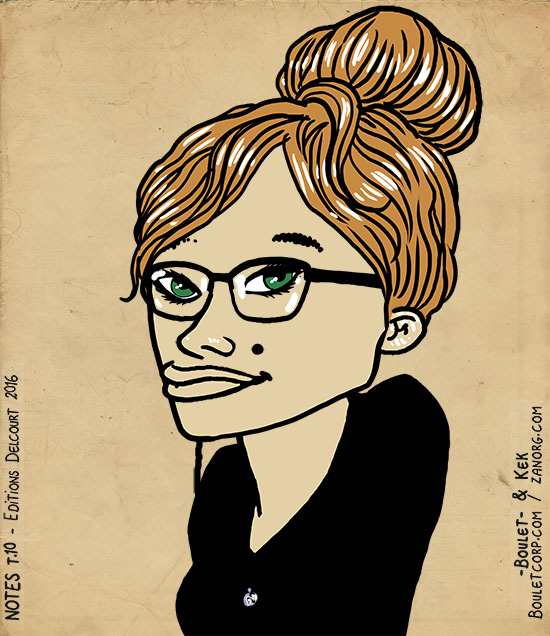 NOTES T.10 - EDITIONS DELCOURT 2016
-BOULET- & KEK
BOULETCORP.COM / ZANORG.COM